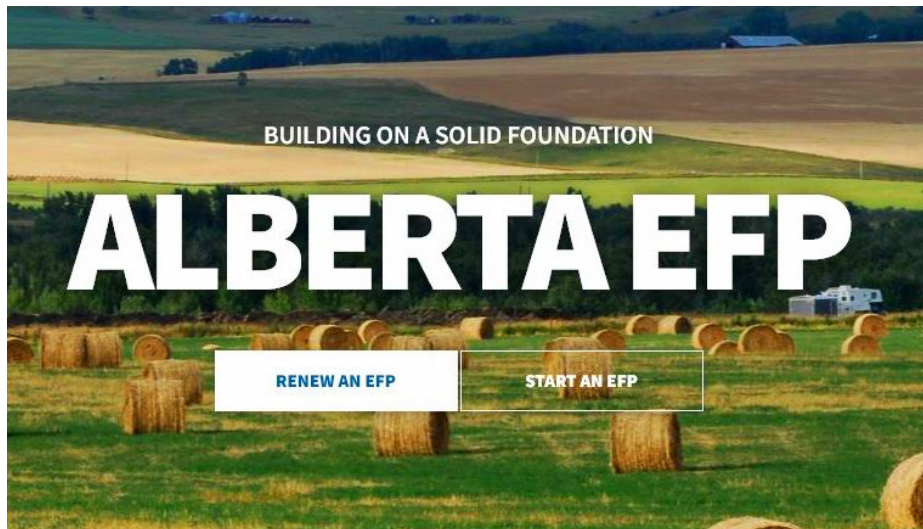 BUILDING ON A SOLID FOUNDATION
ALBERTA EFP
RENEW AN EFP
START AN EFP